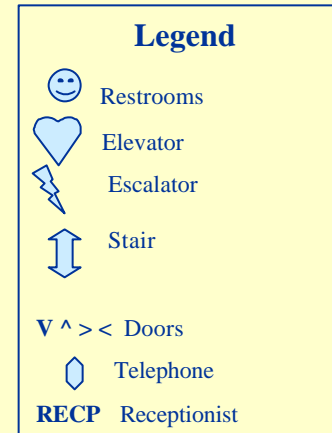 Legend
Restrooms
Elevator
Escalator
Stair
V ^ > < Doors
Telephone
RECP Receptionist